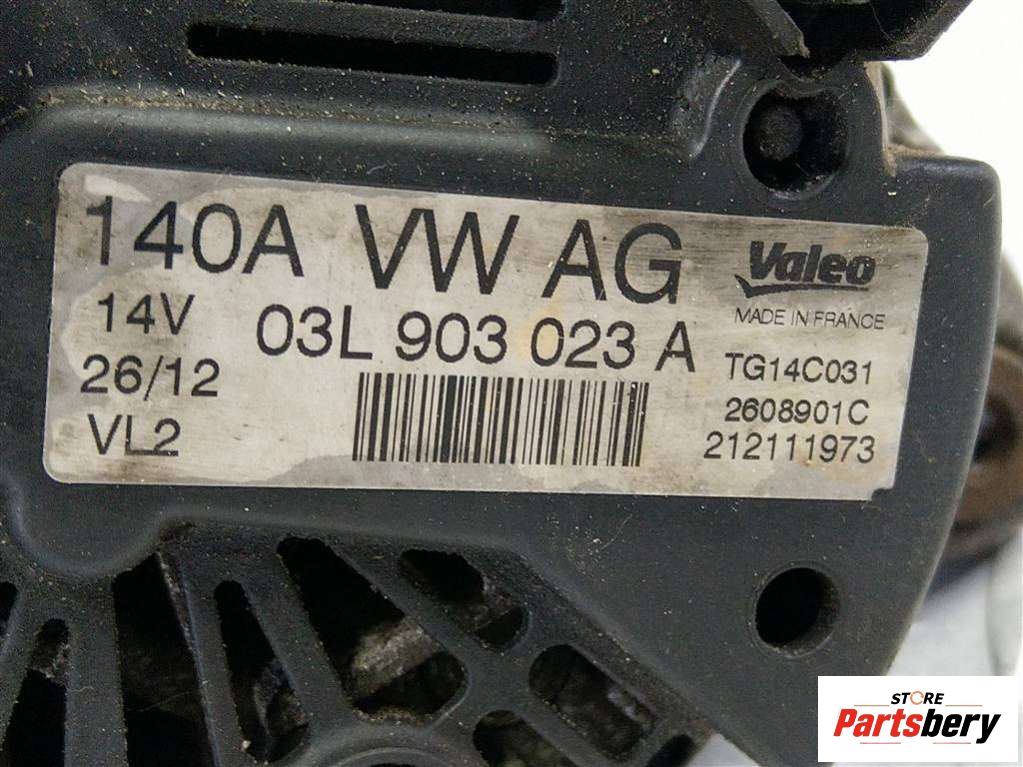 140A VW AG
Valeo
MADE IN FRANCE
14V
03L 903 023 A
TG14C031
26/12
2608901C
VL2
212111973
STORE
Partsbery